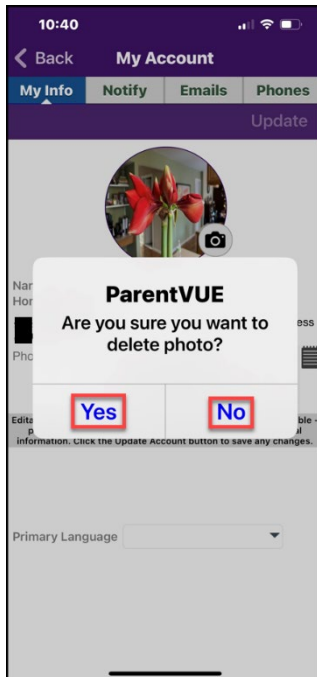 10:40
Back My Account
My Info Notify Emails Phones
Update
ParentVUE
Are you sure you want to
delete photo?
Yes No
information. Click the Update Account button to save any changes.
Primary Language